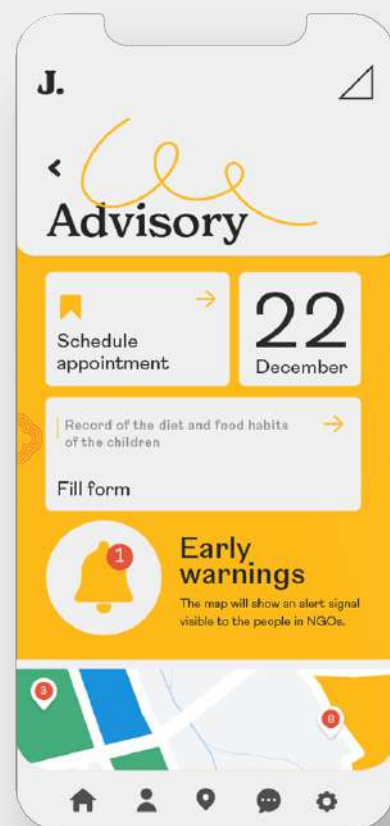 J.
Advisory
Schedule
appointment
22
December
Record of the diet and food habits
of the children
Fill form
1
Early
warnings
The map will show an alert signal
visible to the people in NGOs.
3
8